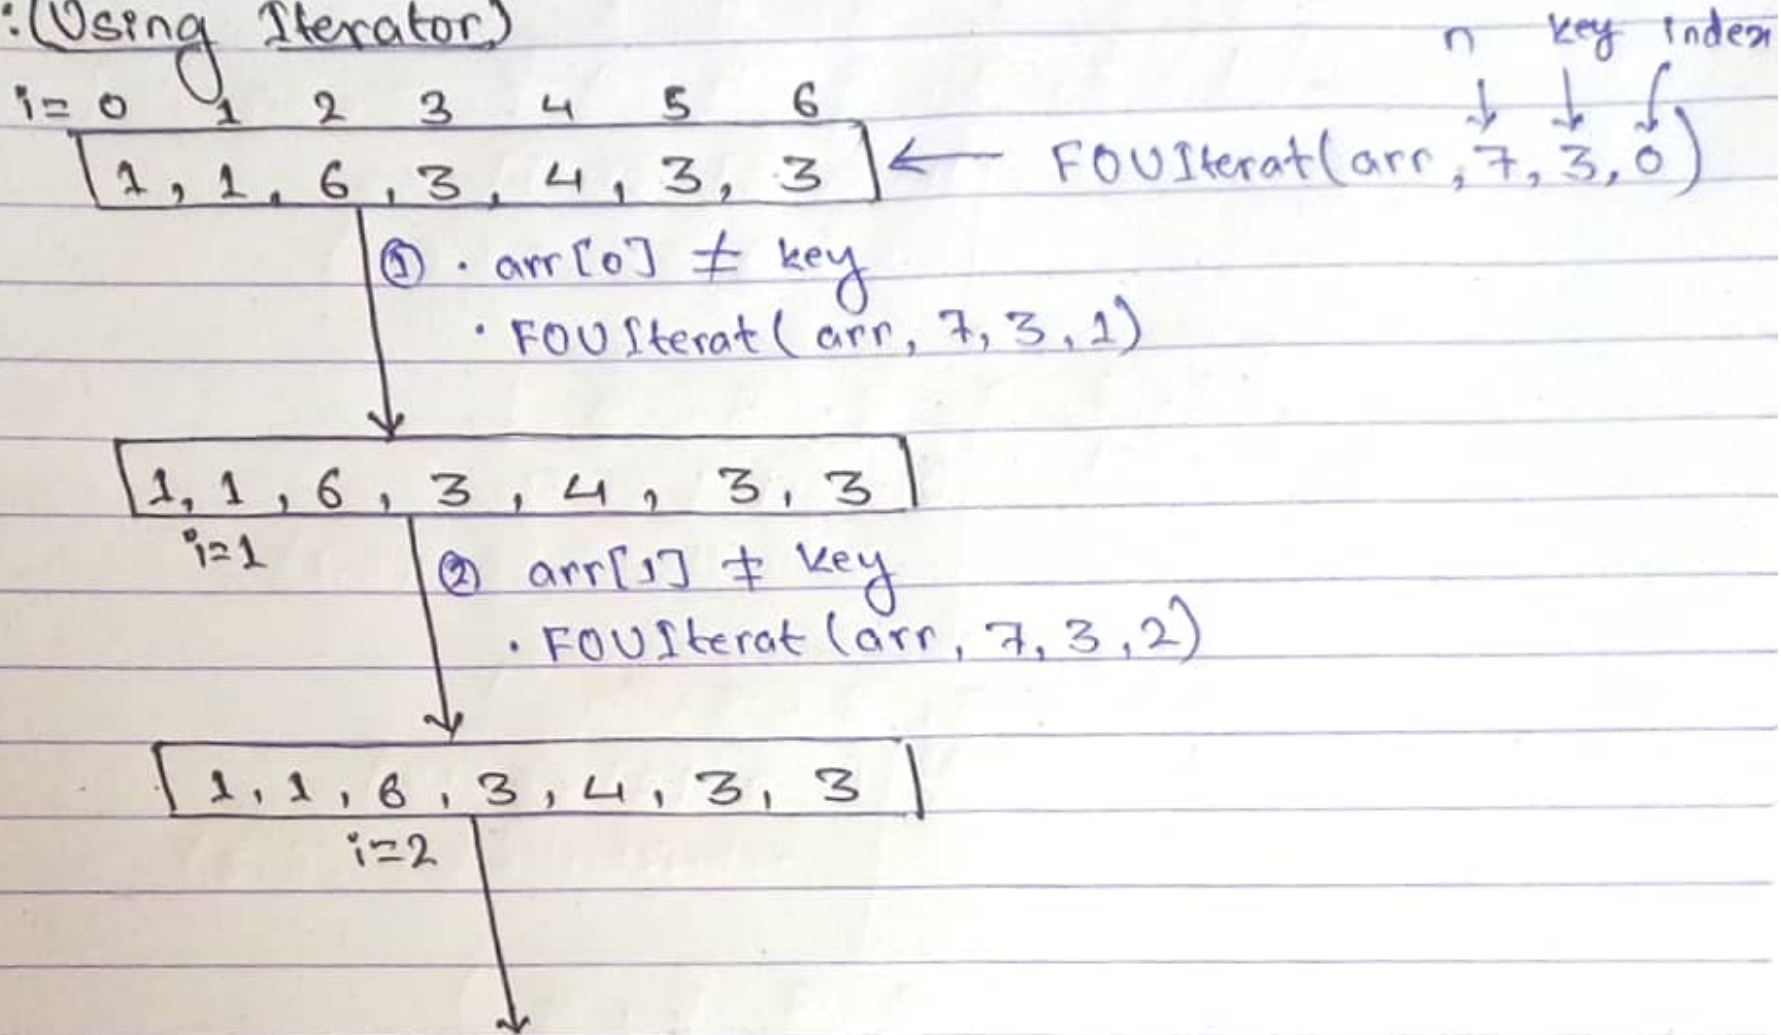 :(Using Iterator)
n key index
i= 0 1 2 3 4 5 6
1, 1, 6, 3, 4, 3, 3 ← FOUIterat(arr, 7, 3, 0)
① · arr[0] ≠ key
· FOUIterat(arr, 7, 3, 1)
1, 1, 6, 3, 4, 3, 3
i=1
② arr[1] ≠ key
· FOUIterat(arr, 7, 3, 2)
1, 1, 6, 3, 4, 3, 3
i=2